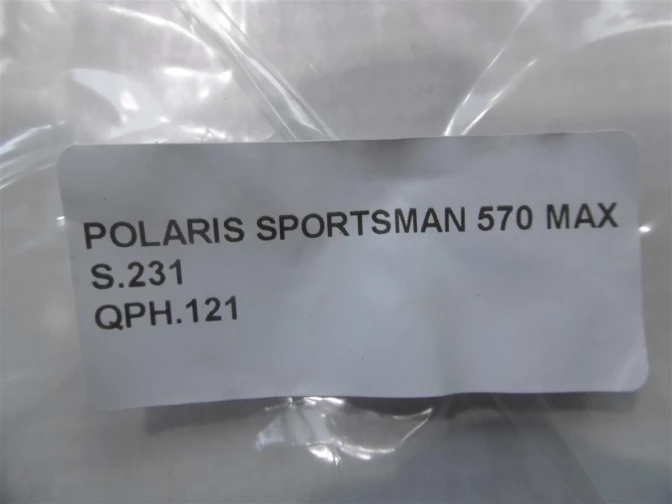 POLARIS SPORTSMAN 570 MAX
S.231
QPH.121